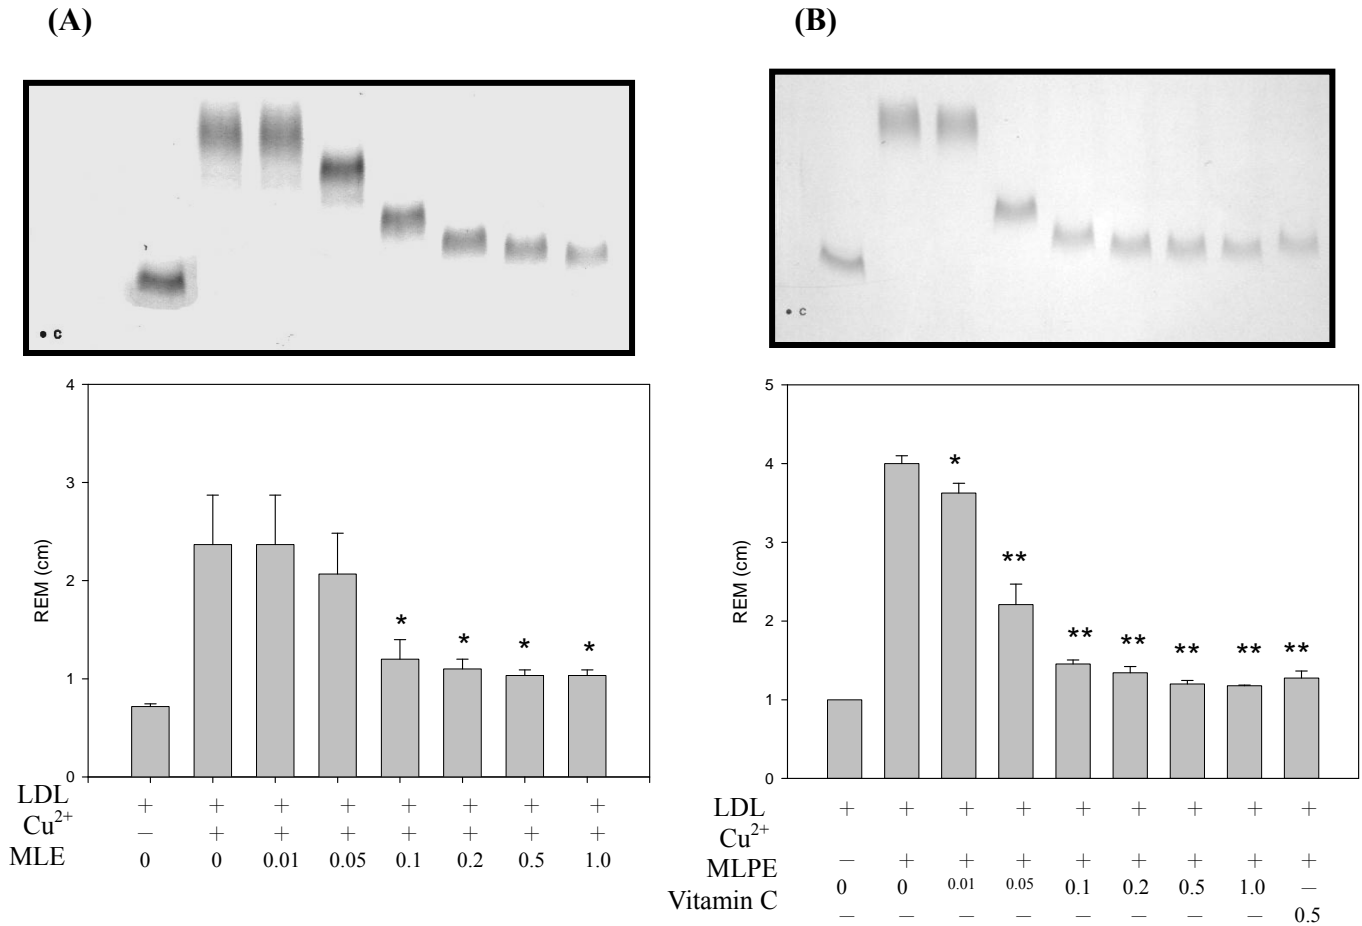 (A)
• C
4
3
2
1
0
REM (cm)
* * * *
LDL + + + + + + + +
Cu²⁺ – + + + + + + +
MLE 0 0 0.01 0.05 0.1 0.2 0.5 1.0
(B)
• C
5
4
3
2
1
0
REM (cm)
* ** ** ** ** ** **
LDL + + + + + + + + +
Cu²⁺
– + + + + + + + +
MLPE
0 0 0.01 0.05 0.1 0.2 0.5 1.0 –
Vitamin C
– – – – – – – – 0.5